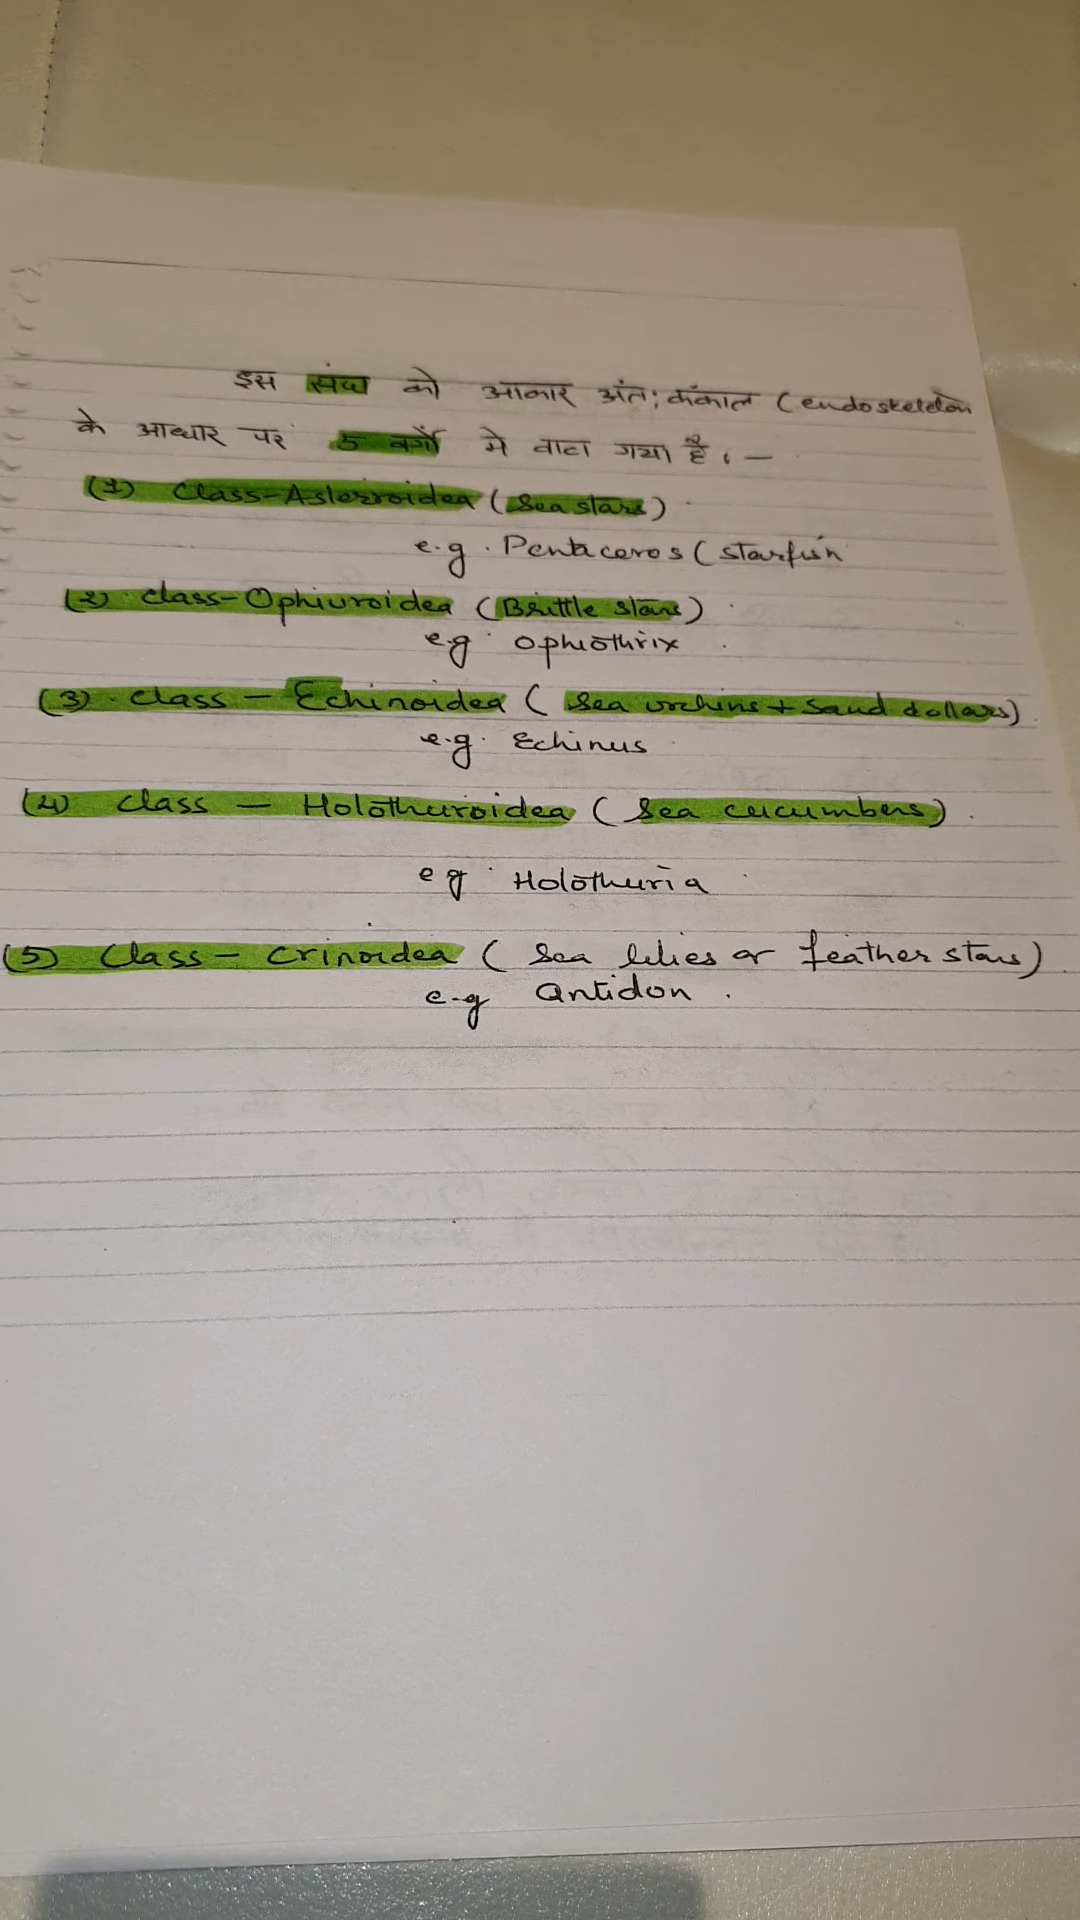 इस संघ को आकार अंत: कंकाल (endoskeleton
के आधार पर 5 वर्गो मे वाटा गया है। —
(1) Class-Asteroidea (Sea stars)
e.g. Pentaceros (starfish
(2) class-Ophiuroidea (Brittle stars)
e.g Ophiothrix
(3) class - Echinoidea (Sea urchins + Sand dollars)
e.g. Echinus
(4) class - Holothuroidea (Sea cucumbers)
eg Holothuria
(5) Class - Crinoidea (Sea lilies or feather stars)
e.g Antidon.